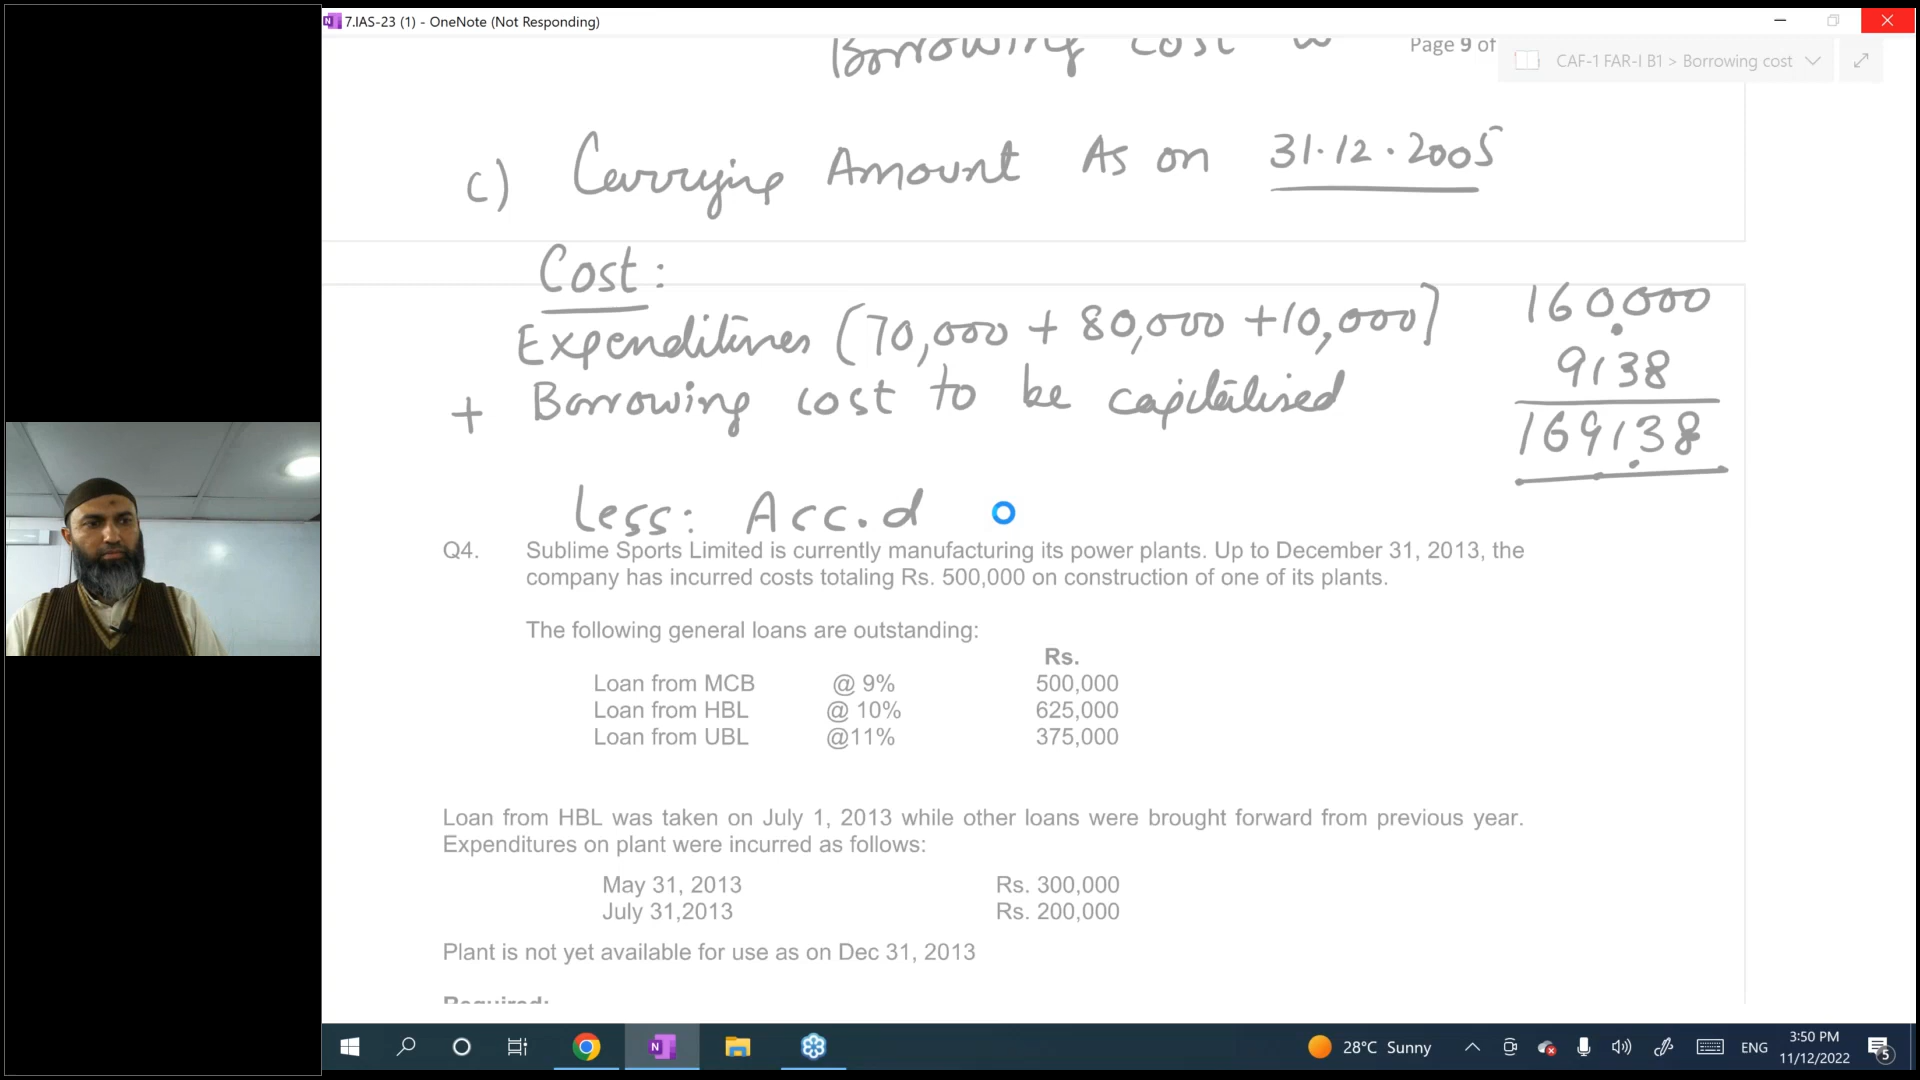 7.IAS-23 (1) - OneNote (Not Responding)
Borrowing cost
Page 9 of
CAF-1 FAR-I B1 > Borrowing cost
c) Carrying Amount As on 31.12.2005
Cost:
Expenditures (70,000 + 80,000 +10,000) 160000
+ Borrowing cost to be capitalised 9138
169138
Less: Acc.d
Q4. Sublime Sports Limited is currently manufacturing its power plants. Up to December 31, 2013, the
company has incurred costs totaling Rs. 500,000 on construction of one of its plants.
The following general loans are outstanding:
Rs.
Loan from MCB @ 9% 500,000
Loan from HBL @ 10% 625,000
Loan from UBL @11% 375,000
Loan from HBL was taken on July 1, 2013 while other loans were brought forward from previous year.
Expenditures on plant were incurred as follows:
May 31, 2013 Rs. 300,000
July 31,2013 Rs. 200,000
Plant is not yet available for use as on Dec 31, 2013
Required:
28°C Sunny
ENG
3:50 PM
11/12/2022
5